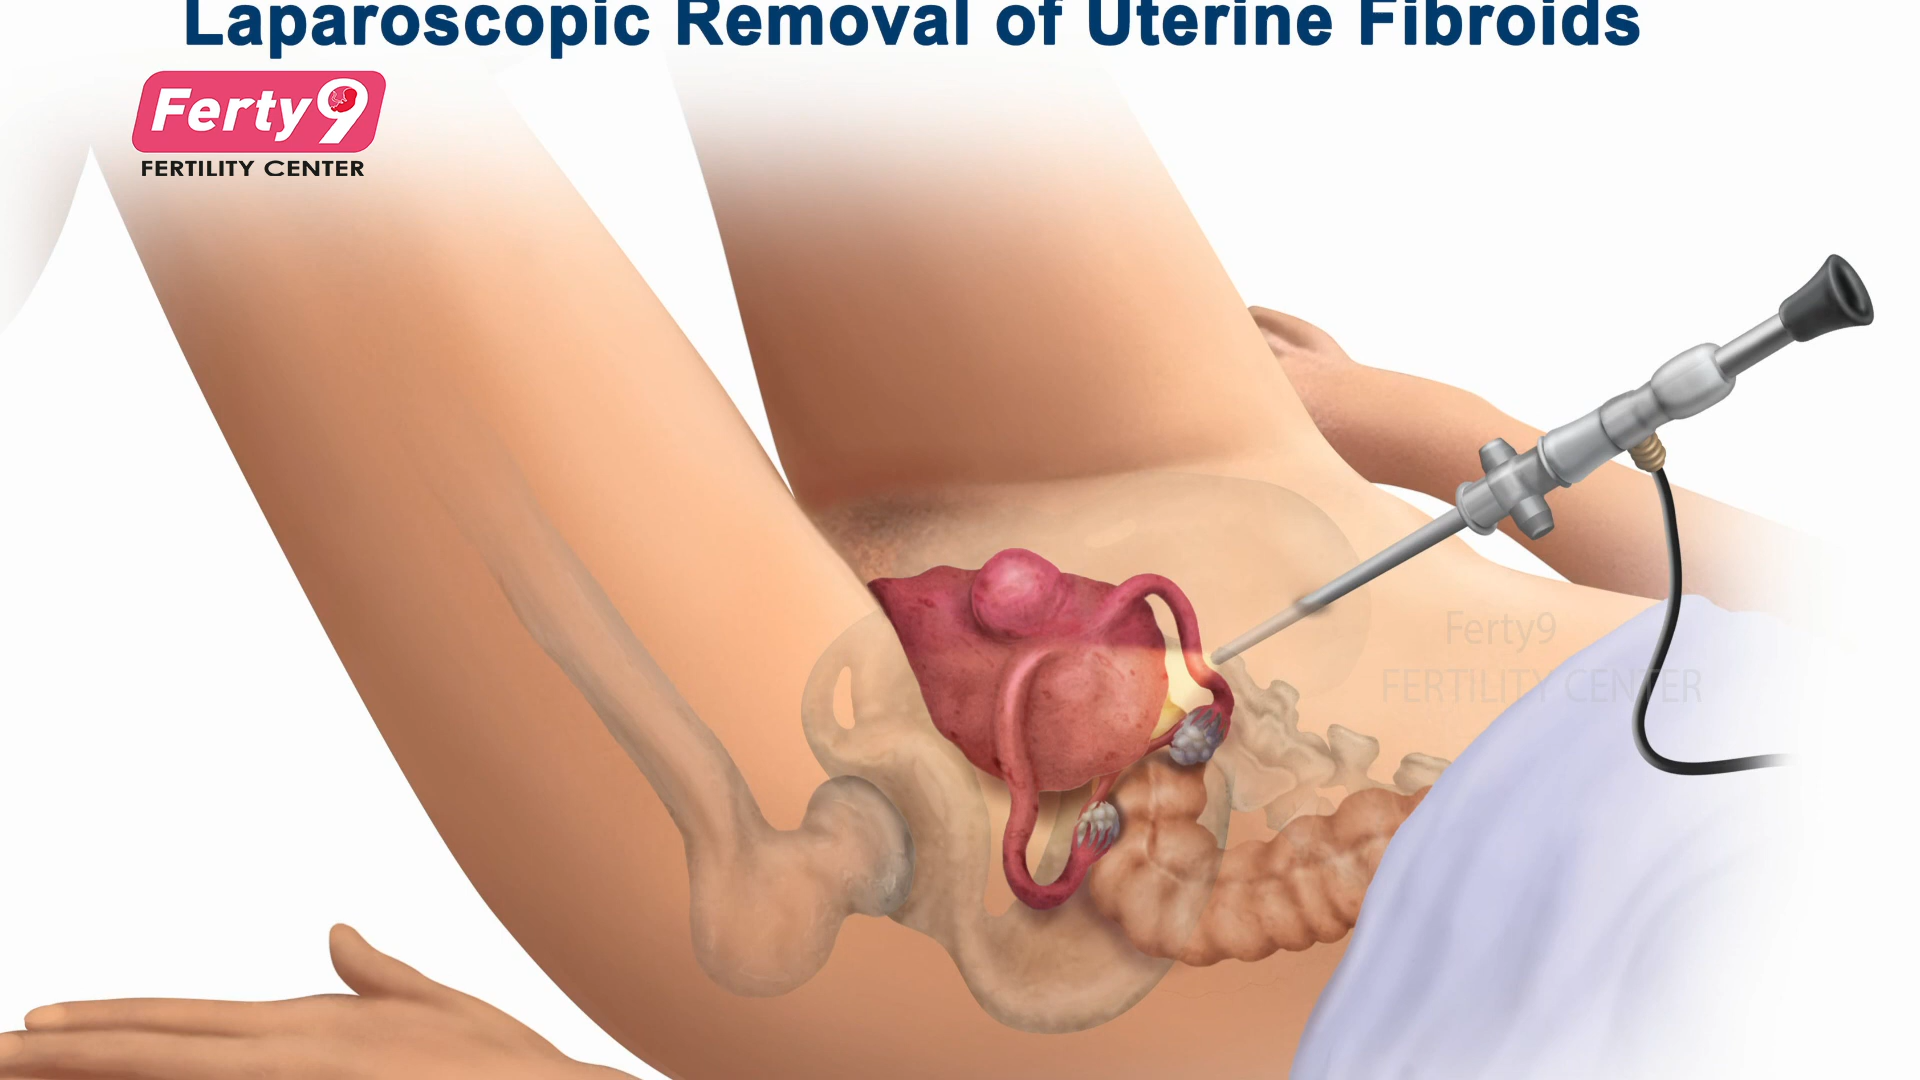 Laparoscopic Removal of Uterine Fibroids
Ferty9
FERTILITY CENTER
Ferty9
FERTILITY CENTER